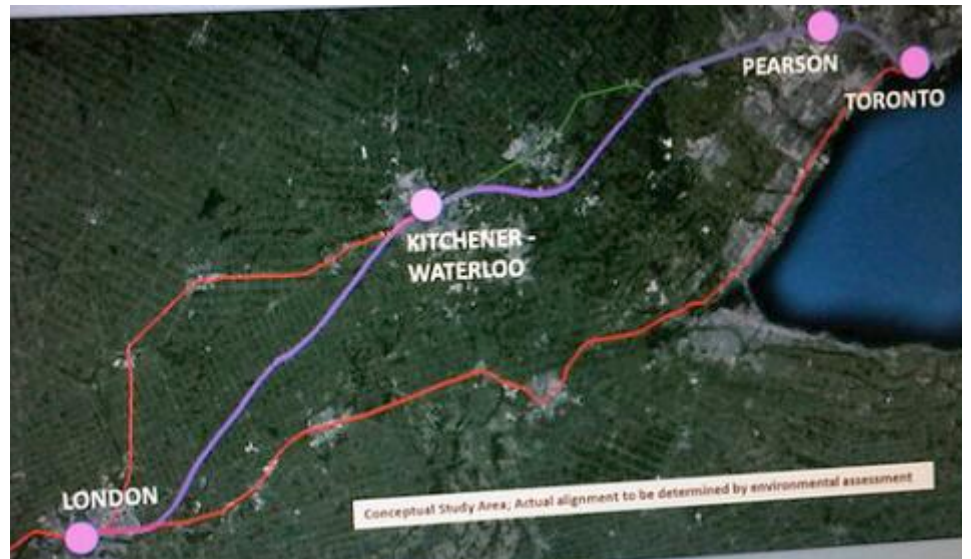 PEARSON
TORONTO
KITCHENER -
WATERLOO
LONDON
Conceptual Study Area; Actual alignment to be determined by environmental assessment